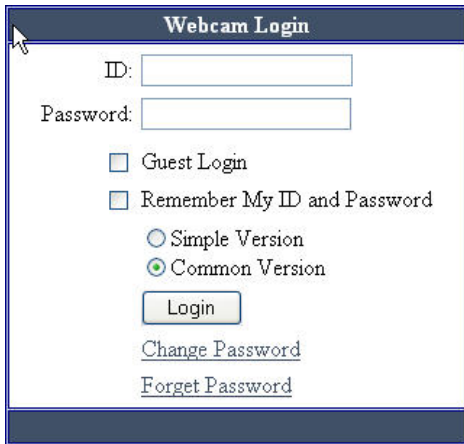 Webcam Login
ID:
Password:
Guest Login
Remember My ID and Password
Simple Version
Common Version
Login
Change Password
Forget Password